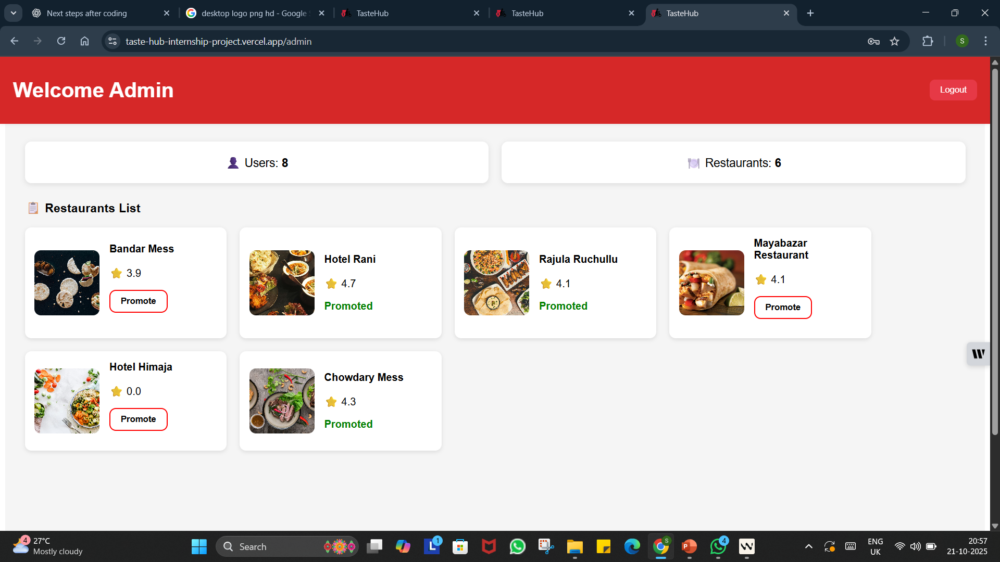 Next steps after coding
desktop logo png hd - Google
TasteHub
TasteHub
TasteHub
taste-hub-internship-project.vercel.app/admin
S
Welcome Admin
Logout
Users: 8
Restaurants: 6
Restaurants List
Bandar Mess
3.9
Promote
Hotel Rani
4.7
Promoted
Rajula Ruchullu
4.1
Promoted
Mayabazar
Restaurant
4.1
Promote
Hotel Himaja
0.0
Promote
Chowdary Mess
4.3
Promoted
4
27°C
Mostly cloudy
Search
L
1
S
P
4
ENG
UK
20:57
21-10-2025